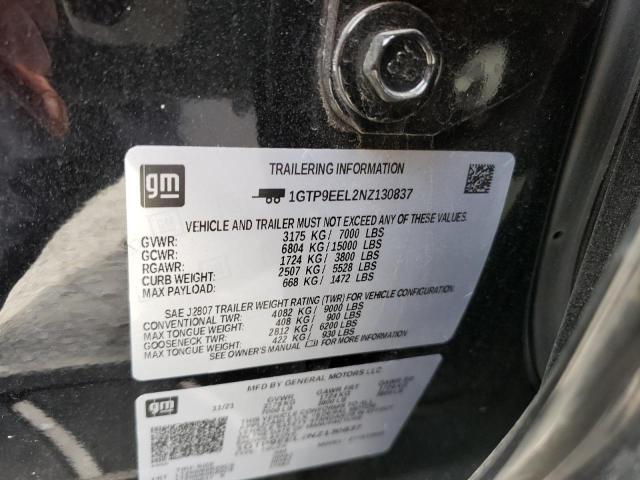 gm
TRAILERING INFORMATION
1GTP9EEL2NZ130837
VEHICLE AND TRAILER MUST NOT EXCEED ANY OF THESE VALUES.
GVWR: 3175 KG / 7000 LBS
GCWR: 6804 KG / 15000 LBS
RGAWR: 1724 KG / 3800 LBS
CURB WEIGHT: 2507 KG / 5528 LBS
MAX PAYLOAD: 668 KG / 1472 LBS
SAE J2807 TRAILER WEIGHT RATING (TWR) FOR VEHICLE CONFIGURATION.
CONVENTIONAL TWR: 4082 KG / 9000 LBS
MAX TONGUE WEIGHT: 408 KG / 900 LBS
GOOSENECK TWR: 2812 KG / 6200 LBS
MAX TONGUE WEIGHT: 422 KG / 930 LBS
SEE OWNER'S MANUAL FOR MORE INFORMATION
gm
MFD BY GENERAL MOTORS LLC
11/21 GVWR GAWR FRT